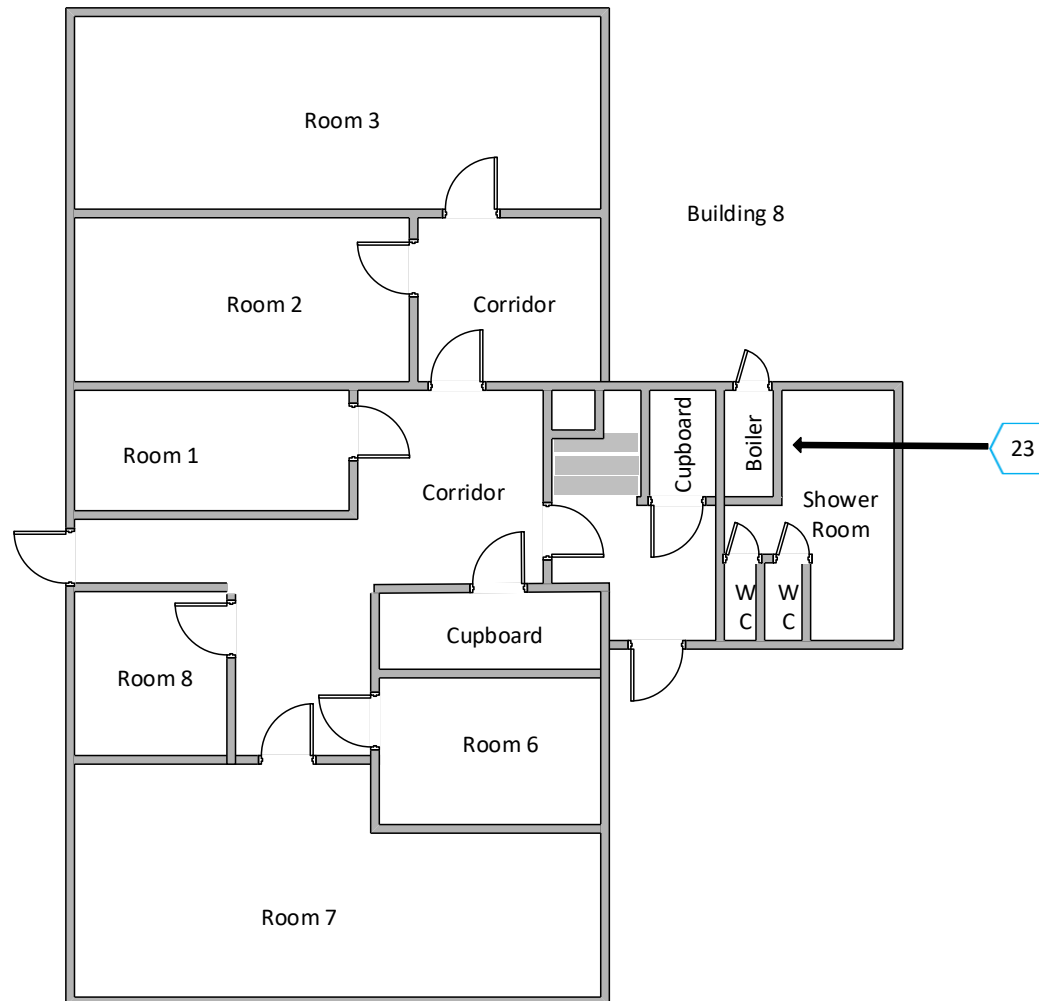 Room 3
Building 8
Room 2
Corridor
Room 1
Corridor
Cupboard
Boiler
23
Shower
Room
W
C
W
C
Cupboard
Room 8
Room 6
Room 7